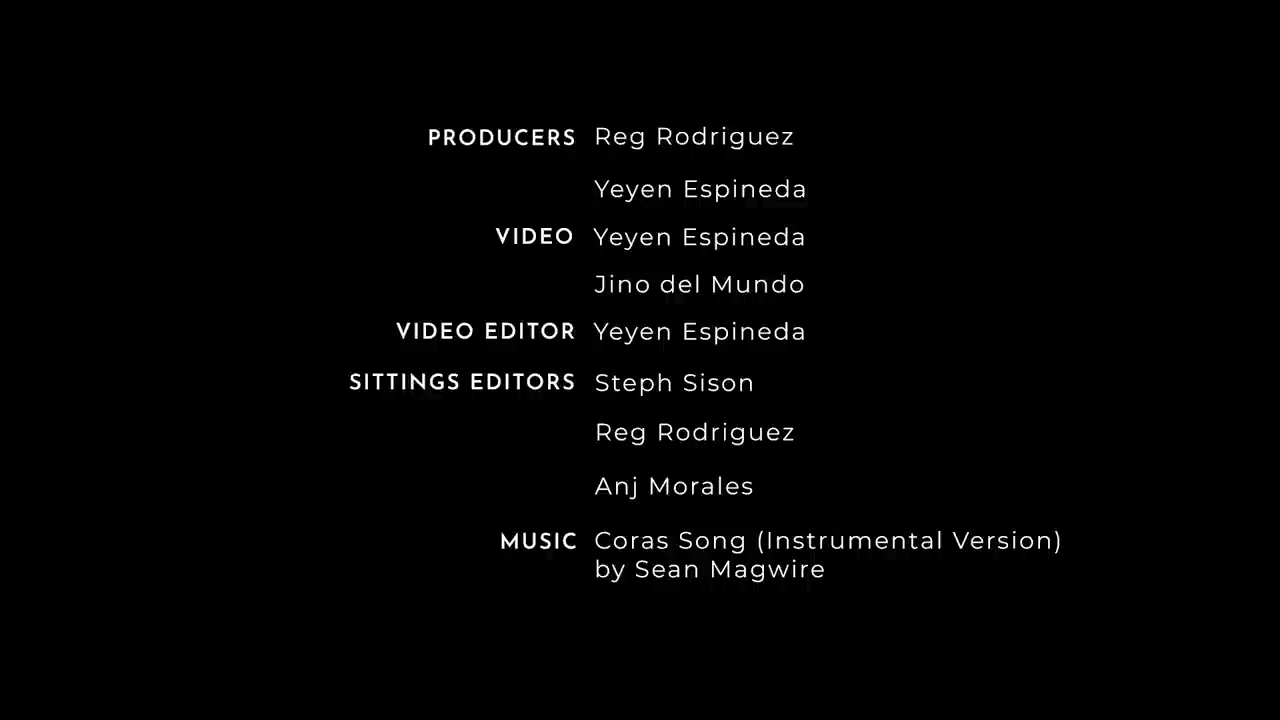 PRODUCERS Reg Rodriguez
Yeyen Espineda
VIDEO Yeyen Espineda
Jino del Mundo
VIDEO EDITOR Yeyen Espineda
SITTINGS EDITORS Steph Sison
Reg Rodriguez
Anj Morales
MUSIC Coras Song (Instrumental Version)
by Sean Magwire